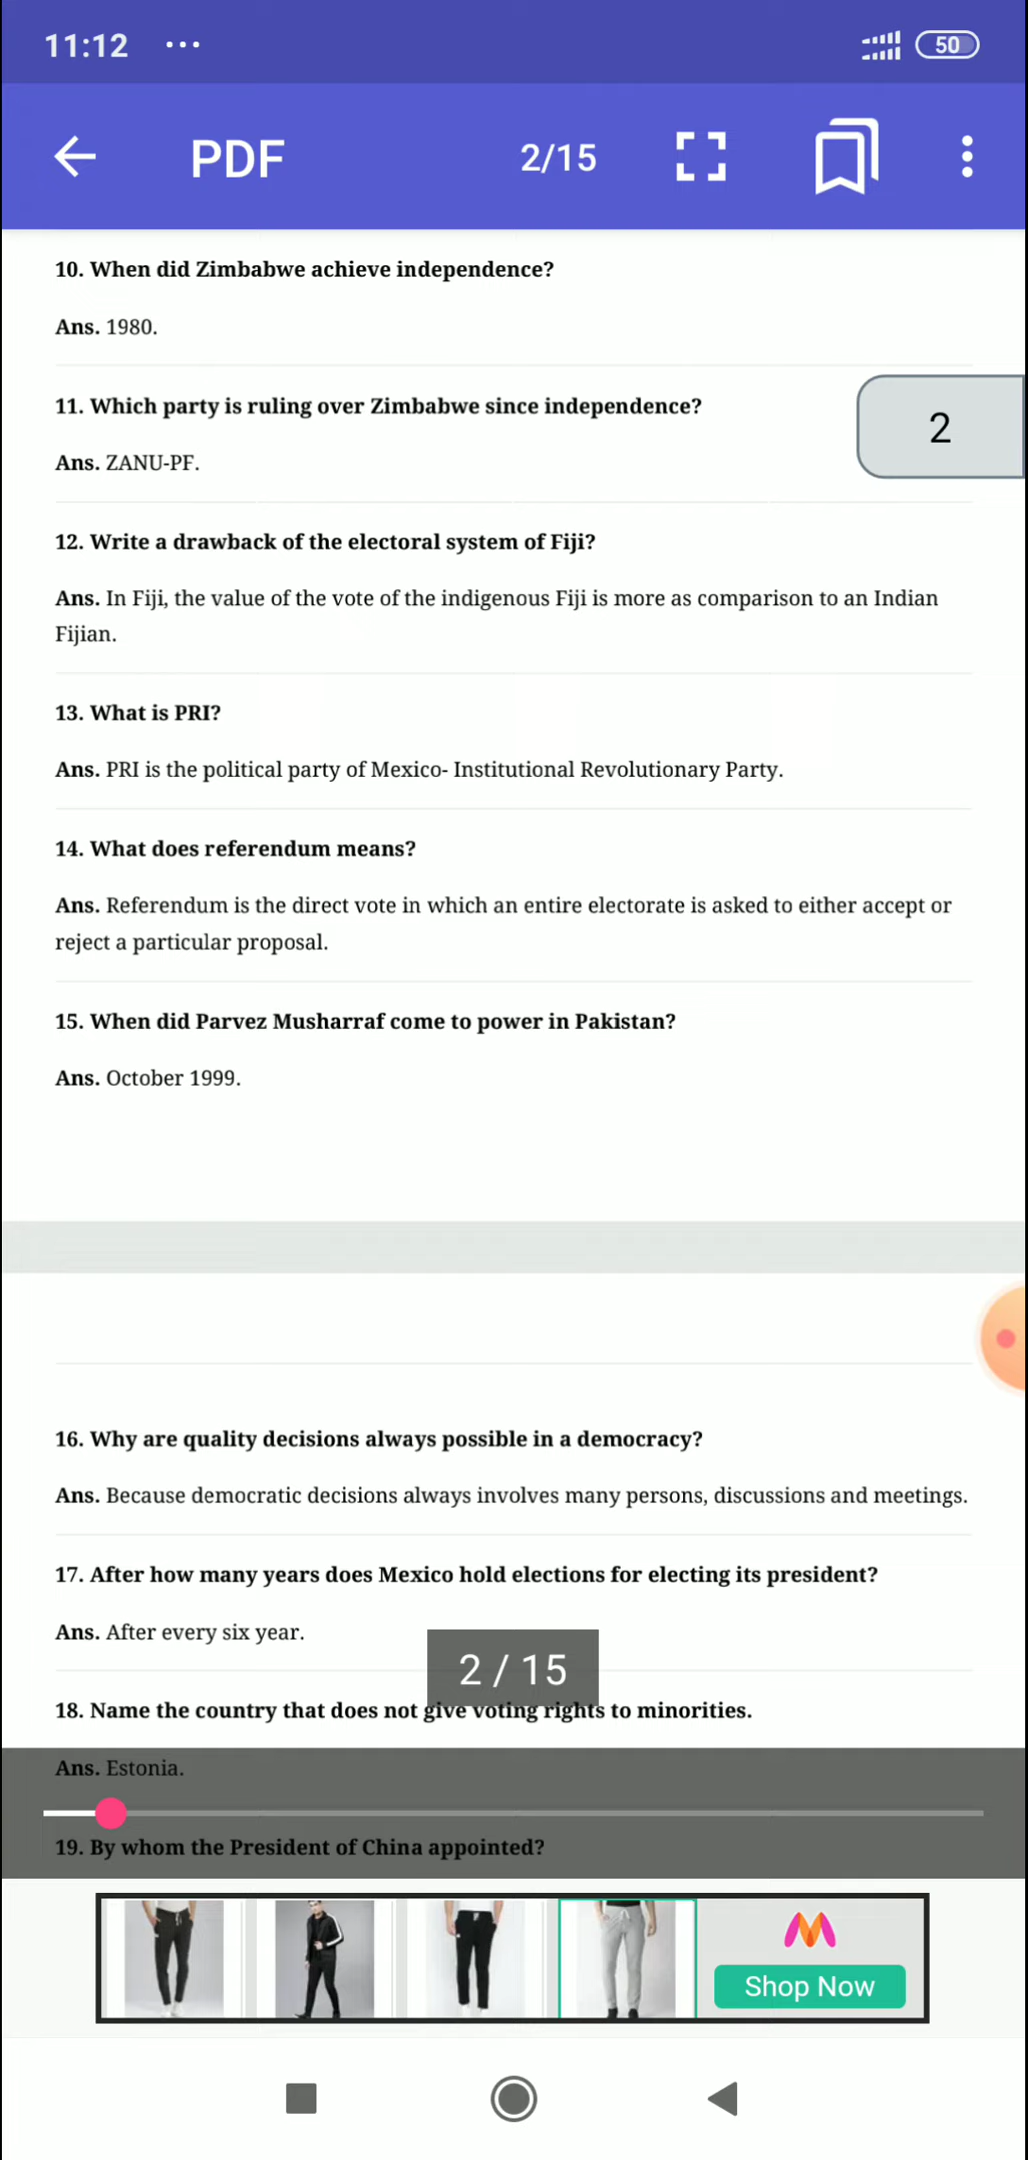 11:12 ...
50
PDF
2/15
10. When did Zimbabwe achieve independence?
Ans. 1980.
11. Which party is ruling over Zimbabwe since independence?
2
Ans. ZANU-PF.
12. Write a drawback of the electoral system of Fiji?
Ans. In Fiji, the value of the vote of the indigenous Fiji is more as comparison to an Indian
Fijian.
13. What is PRI?
Ans. PRI is the political party of Mexico- Institutional Revolutionary Party.
14. What does referendum means?
Ans. Referendum is the direct vote in which an entire electorate is asked to either accept or
reject a particular proposal.
15. When did Parvez Musharraf come to power in Pakistan?
Ans. October 1999.
16. Why are quality decisions always possible in a democracy?
Ans. Because democratic decisions always involves many persons, discussions and meetings.
17. After how many years does Mexico hold elections for electing its president?
Ans. After every six year.
2 / 15
18. Name the country that does not give voting rights to minorities.
Ans. Estonia.
19. By whom the President of China appointed?
Shop Now